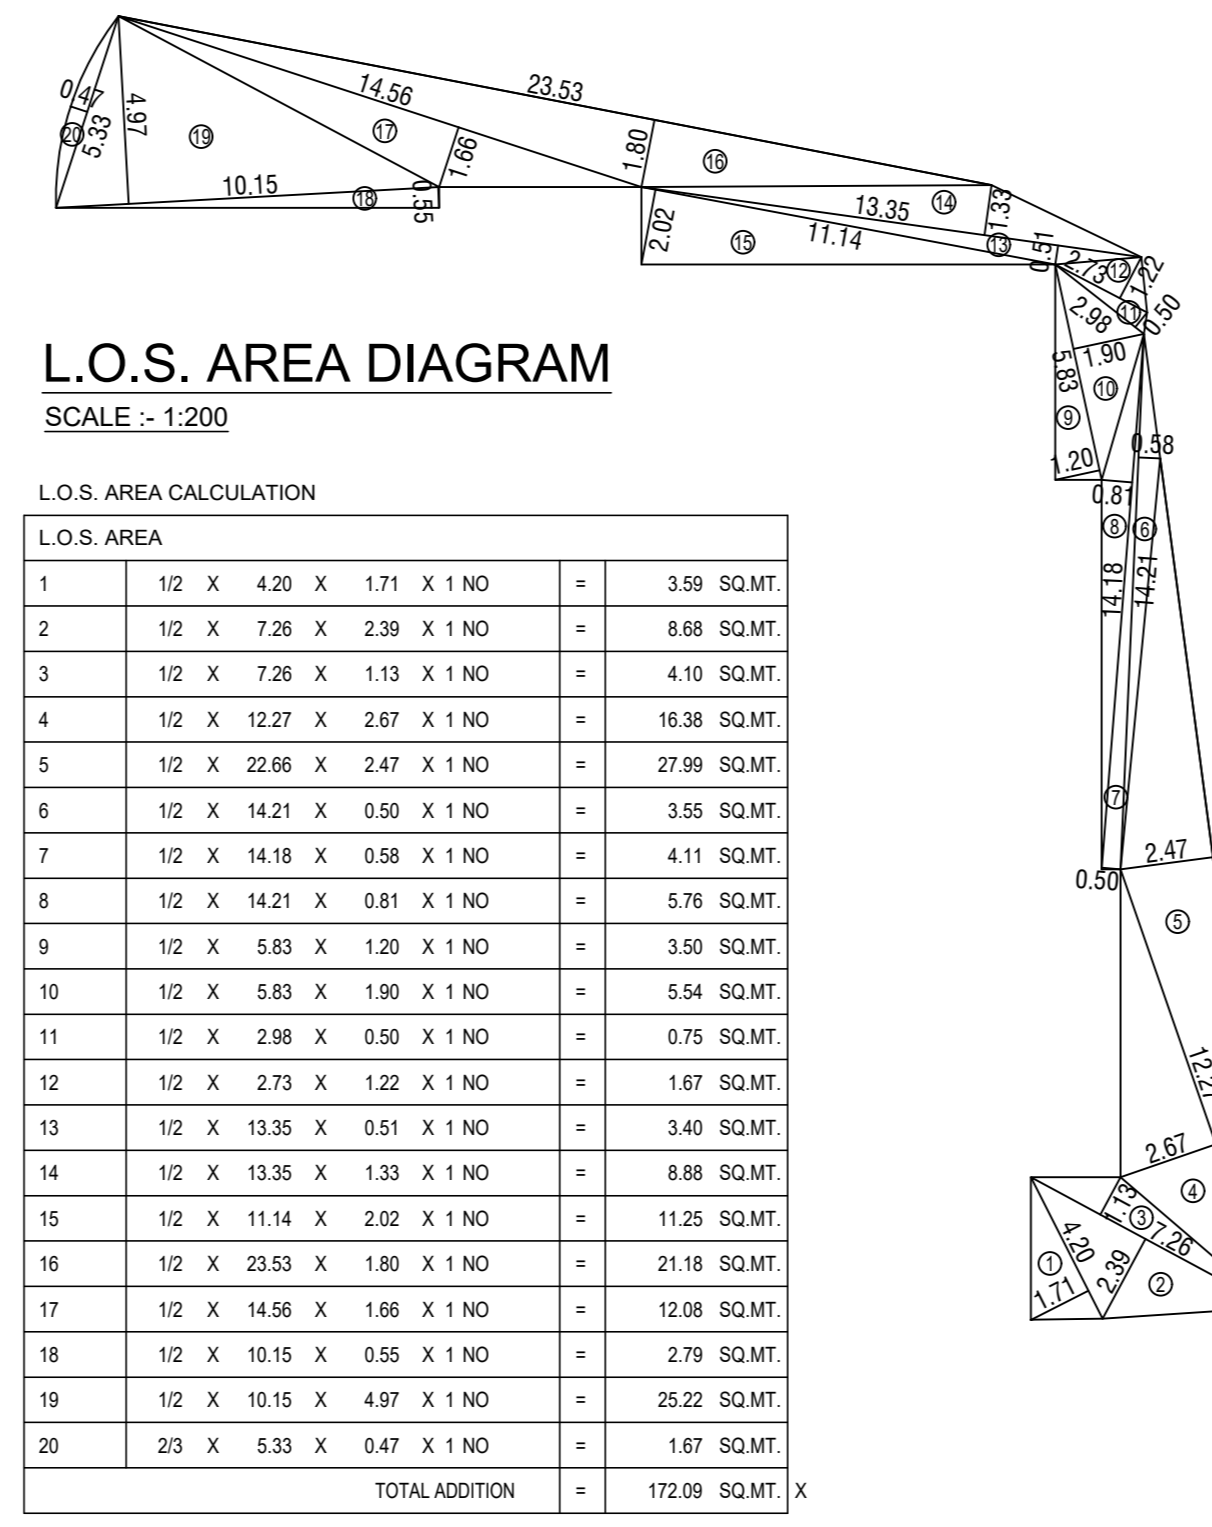 0.47
5.33
20
4.97
19
10.15
18
0.55
14.56
17
1.66
23.53
1.80
16
13.35
14
1.33
2.02
15
11.14
13
0.51
2.73
12
1.22
11
0.50
2.98
1.90
5.83
10
9
1.20
0.58
0.81
8
6
14.18
14.21
7
2.47
0.50
5
12.27
2.67
4
1.13
3
7.26
4.20
2.39
1
1.71
2
L.O.S. AREA DIAGRAM
SCALE :- 1:200
L.O.S. AREA CALCULATION
L.O.S. AREA
1 1/2 X 4.20 X 1.71 X 1 NO = 3.59 SQ.MT.
2 1/2 X 7.26 X 2.39 X 1 NO = 8.68 SQ.MT.
3 1/2 X 7.26 X 1.13 X 1 NO = 4.10 SQ.MT.
4 1/2 X 12.27 X 2.67 X 1 NO = 16.38 SQ.MT.
5 1/2 X 22.66 X 2.47 X 1 NO = 27.99 SQ.MT.
6 1/2 X 14.21 X 0.50 X 1 NO = 3.55 SQ.MT.
7 1/2 X 14.18 X 0.58 X 1 NO = 4.11 SQ.MT.
8 1/2 X 14.21 X 0.81 X 1 NO = 5.76 SQ.MT.
9 1/2 X 5.83 X 1.20 X 1 NO = 3.50 SQ.MT.
10 1/2 X 5.83 X 1.90 X 1 NO = 5.54 SQ.MT.
11 1/2 X 2.98 X 0.50 X 1 NO = 0.75 SQ.MT.
12 1/2 X 2.73 X 1.22 X 1 NO = 1.67 SQ.MT.
13 1/2 X 13.35 X 0.51 X 1 NO = 3.40 SQ.MT.
14 1/2 X 13.35 X 1.33 X 1 NO = 8.88 SQ.MT.
15 1/2 X 11.14 X 2.02 X 1 NO = 11.25 SQ.MT.
16 1/2 X 23.53 X 1.80 X 1 NO = 21.18 SQ.MT.
17 1/2 X 14.56 X 1.66 X 1 NO = 12.08 SQ.MT.
18 1/2 X 10.15 X 0.55 X 1 NO = 2.79 SQ.MT.
19 1/2 X 10.15 X 4.97 X 1 NO = 25.22 SQ.MT.
20 2/3 X 5.33 X 0.47 X 1 NO = 1.67 SQ.MT.
TOTAL ADDITION = 172.09 SQ.MT. X